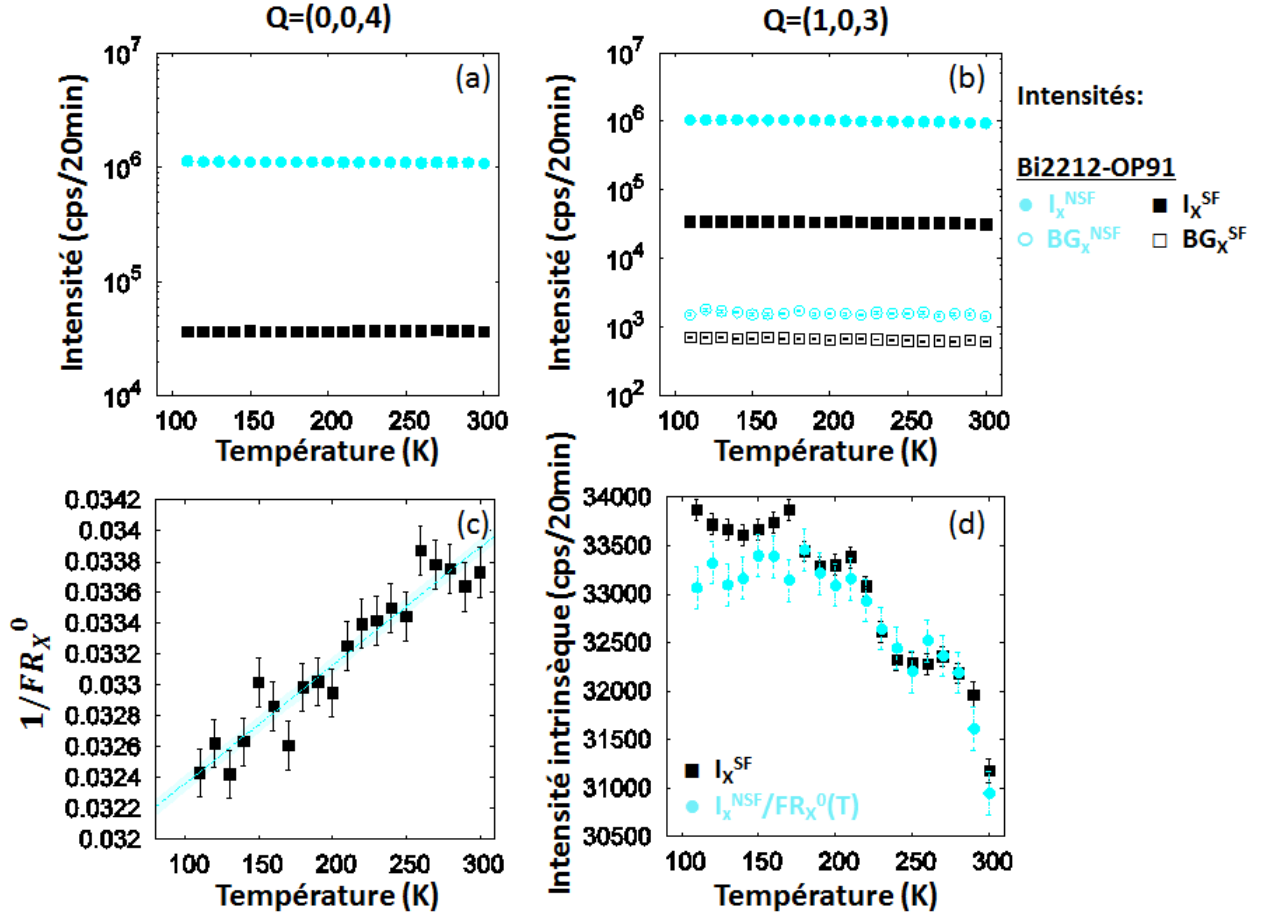 Q=(0,0,4)
Q=(1,0,3)
(a)
10⁷
10⁶
10⁵
10⁴
Intensité (cps/20min)
100 150 200 250 300
Température (K)
(b)
10⁷
10⁶
10⁵
10⁴
10³
10²
Intensité (cps/20min)
100 150 200 250 300
Température (K)
Intensités:
Bi2212-OP91
Iₓᴺˢᶠ
I_X^SF
BGₓᴺˢᶠ
BG_X^SF
(c)
0.0342
0.034
0.0338
0.0336
0.0334
0.0332
0.033
0.0328
0.0326
0.0324
0.0322
0.032
1/FR_X^0
100 150 200 250 300
Température (K)
(d)
34000
33500
33000
32500
32000
31500
31000
30500
Intensité intrinsèque (cps/20min)
I_X^SF
I_x^NSF/FR_X^0(T)
100 150 200 250 300
Température (K)